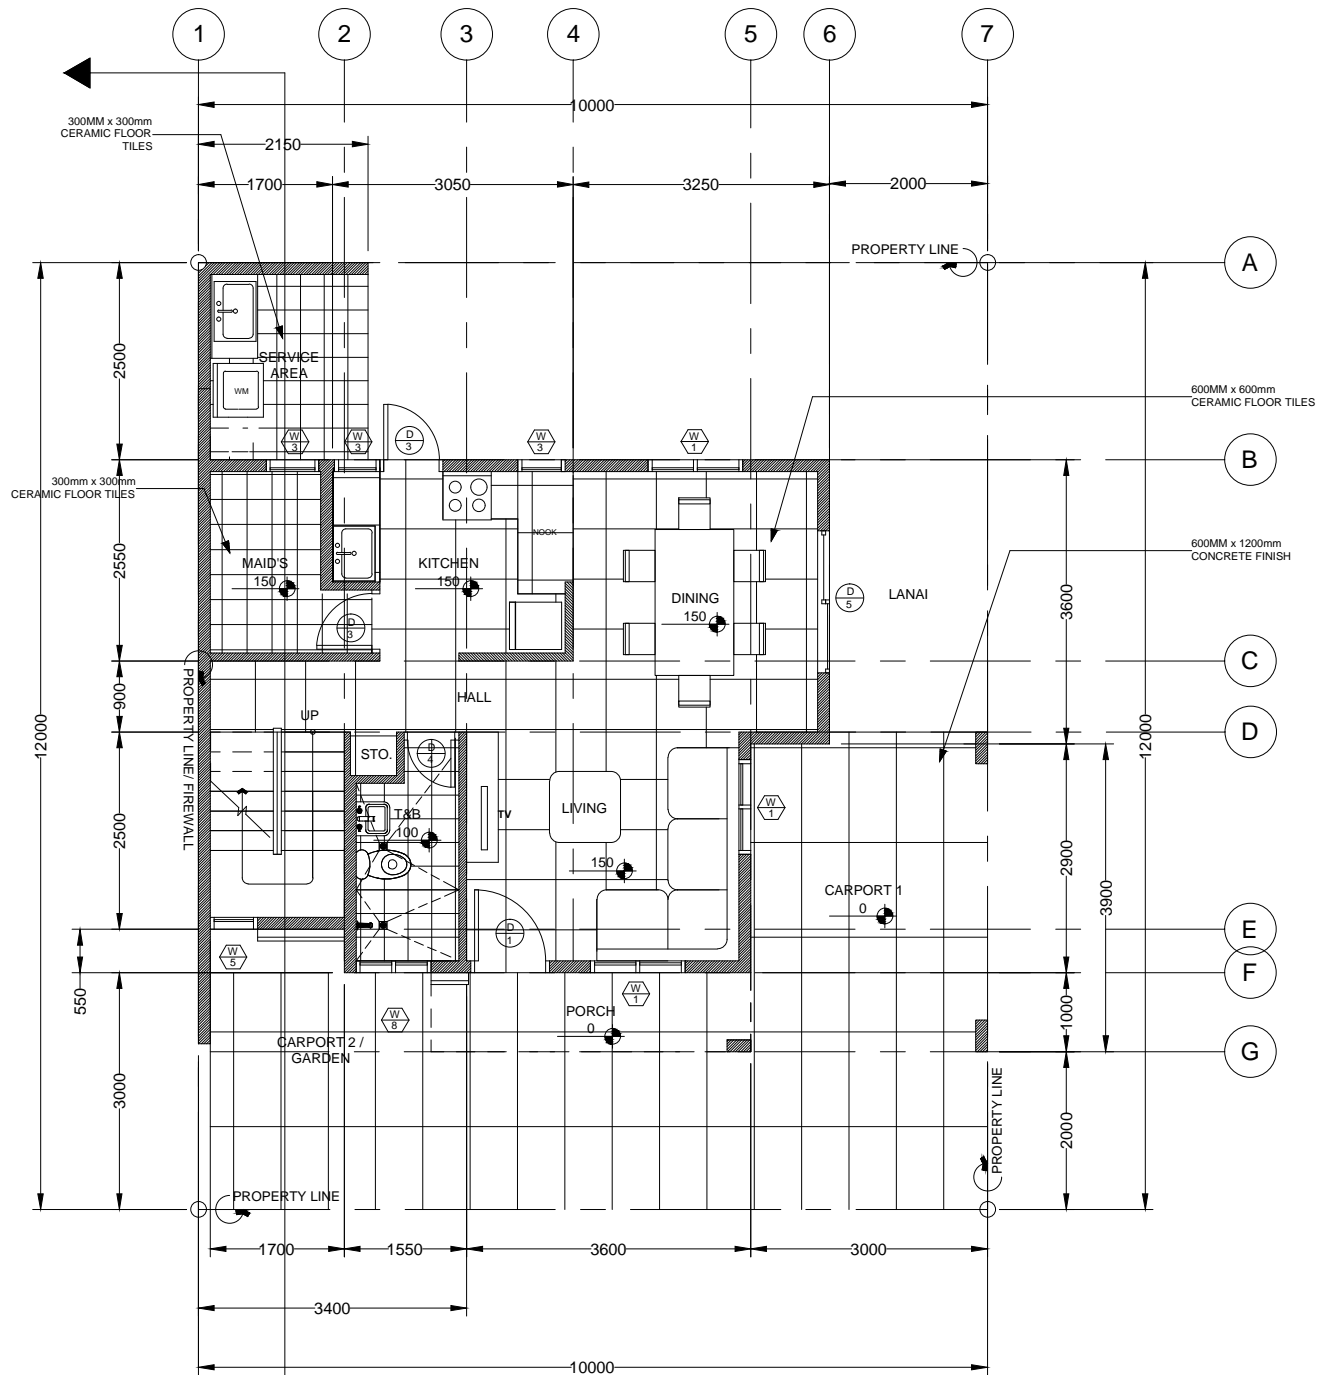 1 2 3 4 5 6 7
10000
300MM x 300mm
CERAMIC FLOOR
TILES
2150
1700 3050 3250 2000
PROPERTY LINE
A
2500
SERVICE
AREA
WM
600MM x 600mm
CERAMIC FLOOR TILES
W
3
W
3
D
3
W
3
W
1
B
300mm x 300mm
CERAMIC FLOOR TILES
NOOK
600MM x 1200mm
CONCRETE FINISH
2550
MAID'S
150
KITCHEN
150
DINING
150
D
5
LANAI
3600
D
3
C
900
HALL
UP
D
PROPERTY LINE/ FIREWALL
12000
12000
STO.
D
4
2500
T&B
100
TV
LIVING
150
W
1
2900
3900
CARPORT 1
0
D
1
E
W
5
F
550
W
8
W
1
PORCH
0
1000
CARPORT 2 /
GARDEN
G
3000
2000
PROPERTY LINE
PROPERTY LINE
1700 1550 3600 3000
3400
10000